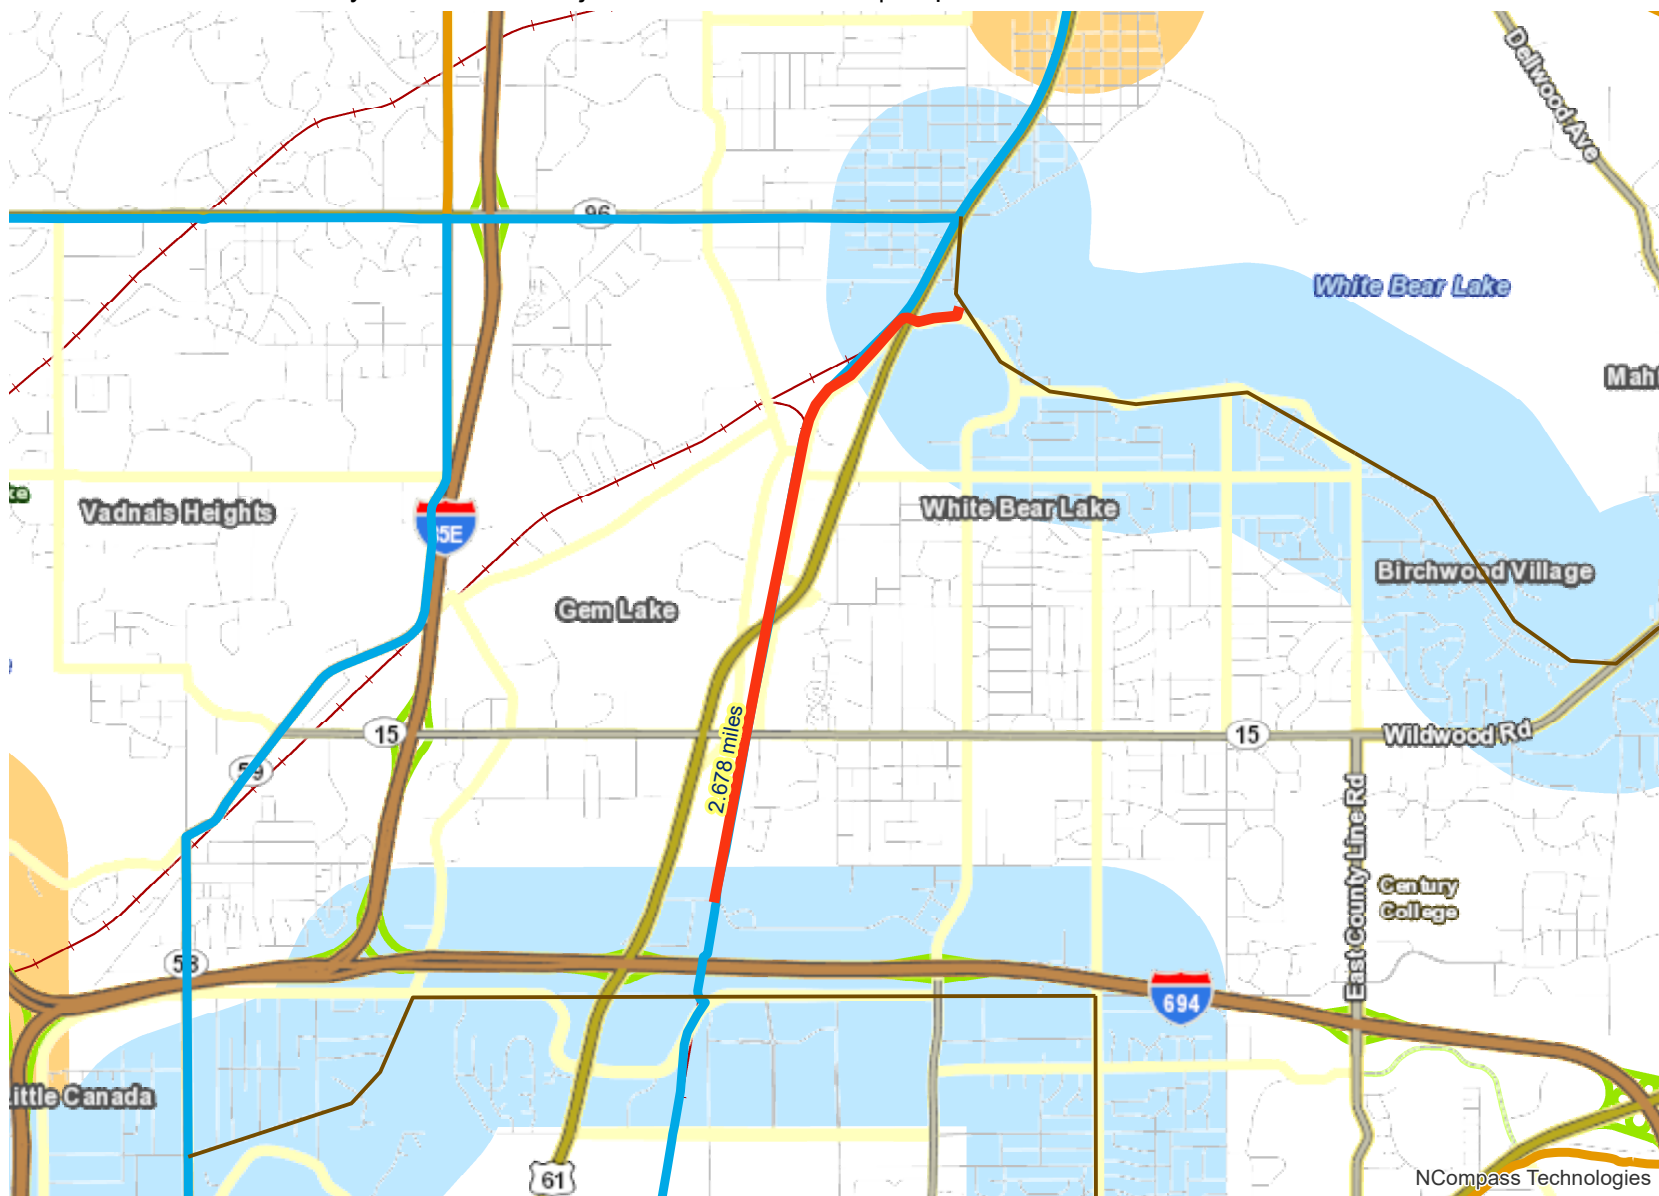 Dellwood Ave
96
White Bear Lake
Vadnais Heights
35E
White Bear Lake
Birchwood Village
Gem Lake
2.678 miles
15
15
Wildwood Rd
59
East County Line Rd
Century
College
694
Little Canada
61
NCompass Technologies